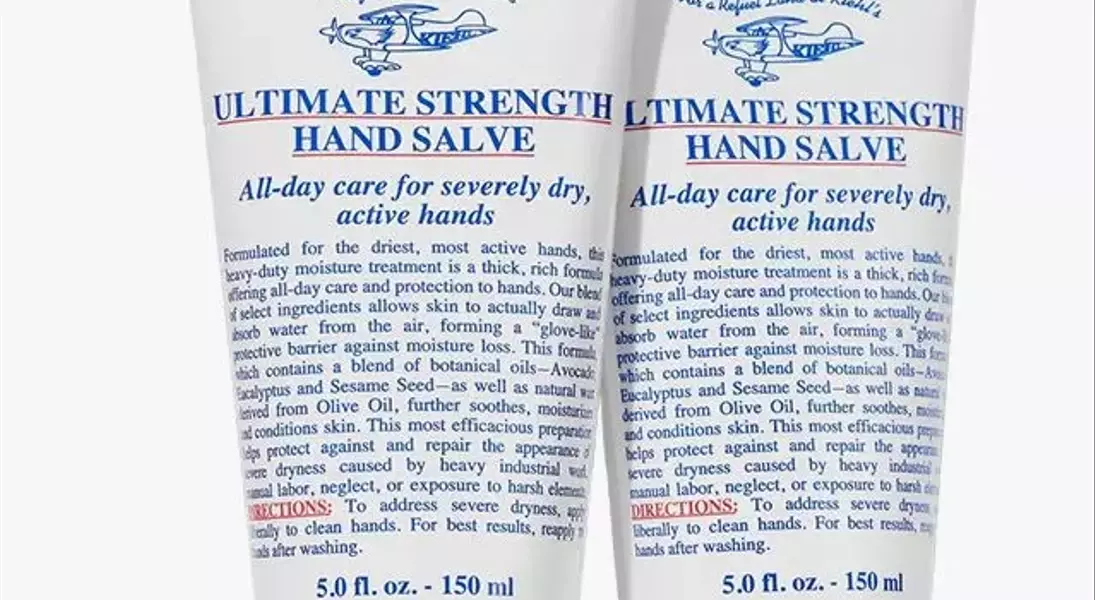 KIEHL'S
ULTIMATE STRENGTH
HAND SALVE
All-day care for severely dry,
active hands
Formulated for the driest, most active hands, this
heavy-duty moisture treatment is a thick, rich formula
offering all-day care and protection to hands. Our blend
of select ingredients allows skin to actually draw and
absorb water from the air, forming a “glove-like”
protective barrier against moisture loss. This formula,
which contains a blend of botanical oils–Avocado,
Eucalyptus and Sesame Seed–as well as natural wax
derived from Olive Oil, further soothes, moisturizes
and conditions skin. This most efficacious preparation
helps protect against and repair the appearance of
severe dryness caused by heavy industrial work,
manual labor, neglect, or exposure to harsh elements.
DIRECTIONS: To address severe dryness, apply
liberally to clean hands. For best results, reapply to
hands after washing.
5.0 fl. oz. - 150 ml
a Refuel Kiehl's
KIEHL'S
LTIMATE STRENGTH
HAND SALVE
All-day care for severely dry,
active hands
Formulated for the driest, most active hands,
heavy-duty moisture treatment is a thick, rich
offering all-day care and protection to hands. Our
of select ingredients allows skin to actually draw
absorb water from the air, forming a
protective barrier against moisture loss. This
which contains a blend of botanical oils–
Eucalyptus and Sesame Seed–as well as natural
derived from Olive Oil, further soothes,
and conditions skin. This most efficacious
helps protect against and repair the
severe dryness caused by heavy industrial
manual labor, neglect, or exposure to harsh
DIRECTIONS: To address severe dryness,
liberally to clean hands. For best results,
hands after washing.
5.0 fl. oz. - 150 ml